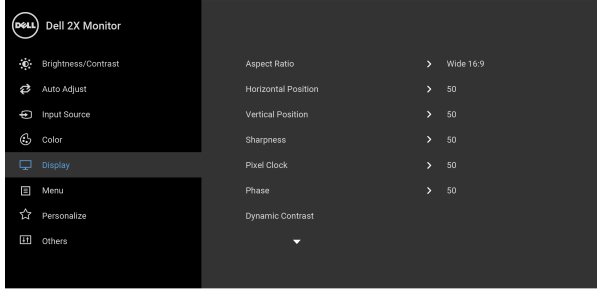 DELL Dell 2X Monitor
Brightness/Contrast
Auto Adjust
Input Source
Color
Display
Menu
Personalize
Others
Aspect Ratio Wide 16:9
Horizontal Position 50
Vertical Position 50
Sharpness 50
Pixel Clock 50
Phase 50
Dynamic Contrast